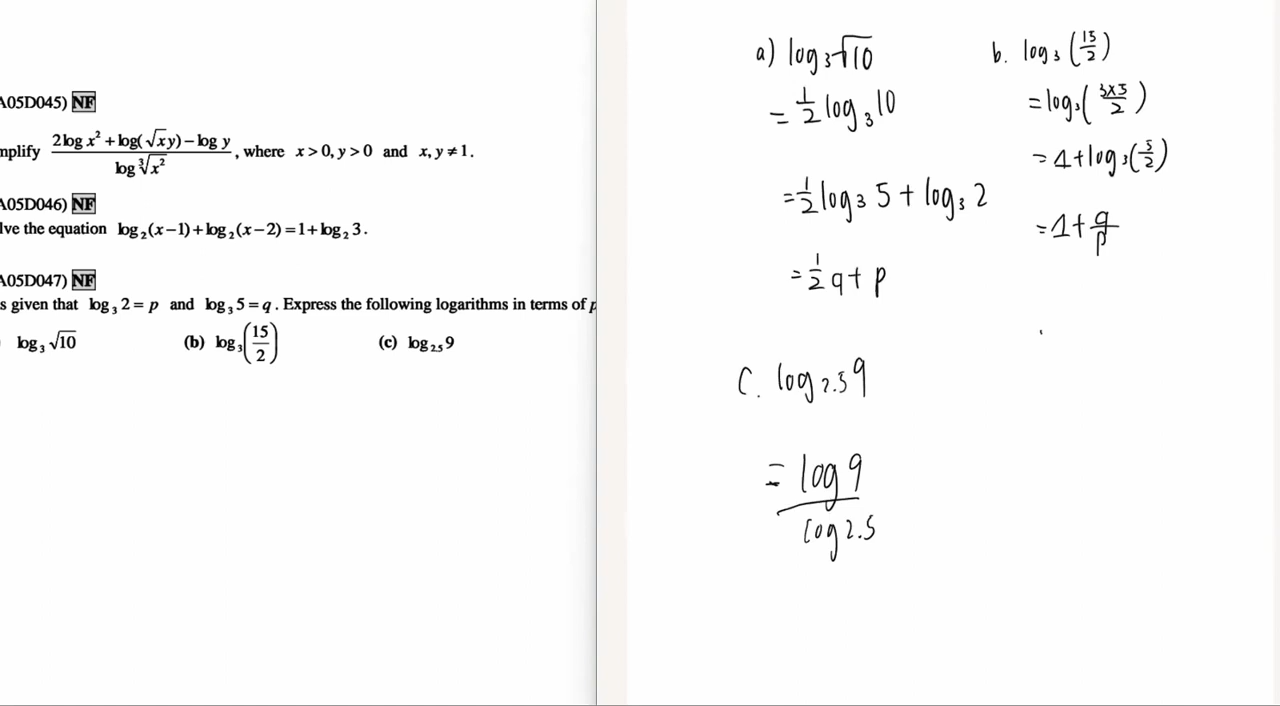 A05D045) NF
mplify (2 log x² + log(√x y) − log y) / (log ∛x²), where x > 0, y > 0 and x, y ≠ 1.
A05D046) NF
lve the equation log₂(x−1) + log₂(x−2) = 1 + log₂ 3.
A05D047) NF
s given that log₃ 2 = p and log₃ 5 = q. Express the following logarithms in terms of p
log₃ √10 (b) log₃(15/2) (c) log₂.₅ 9
a) log₃ √10
= 1/2 log₃ 10
= 1/2 log₃ 5 + log₃ 2
= 1/2 q + p
b. log₃ (15/2)
= log₃ (3×5/2)
= 1 + log₃ (5/2)
= 1 + q/p
C. log₂.₅ 9
= log 9 / log 2.5